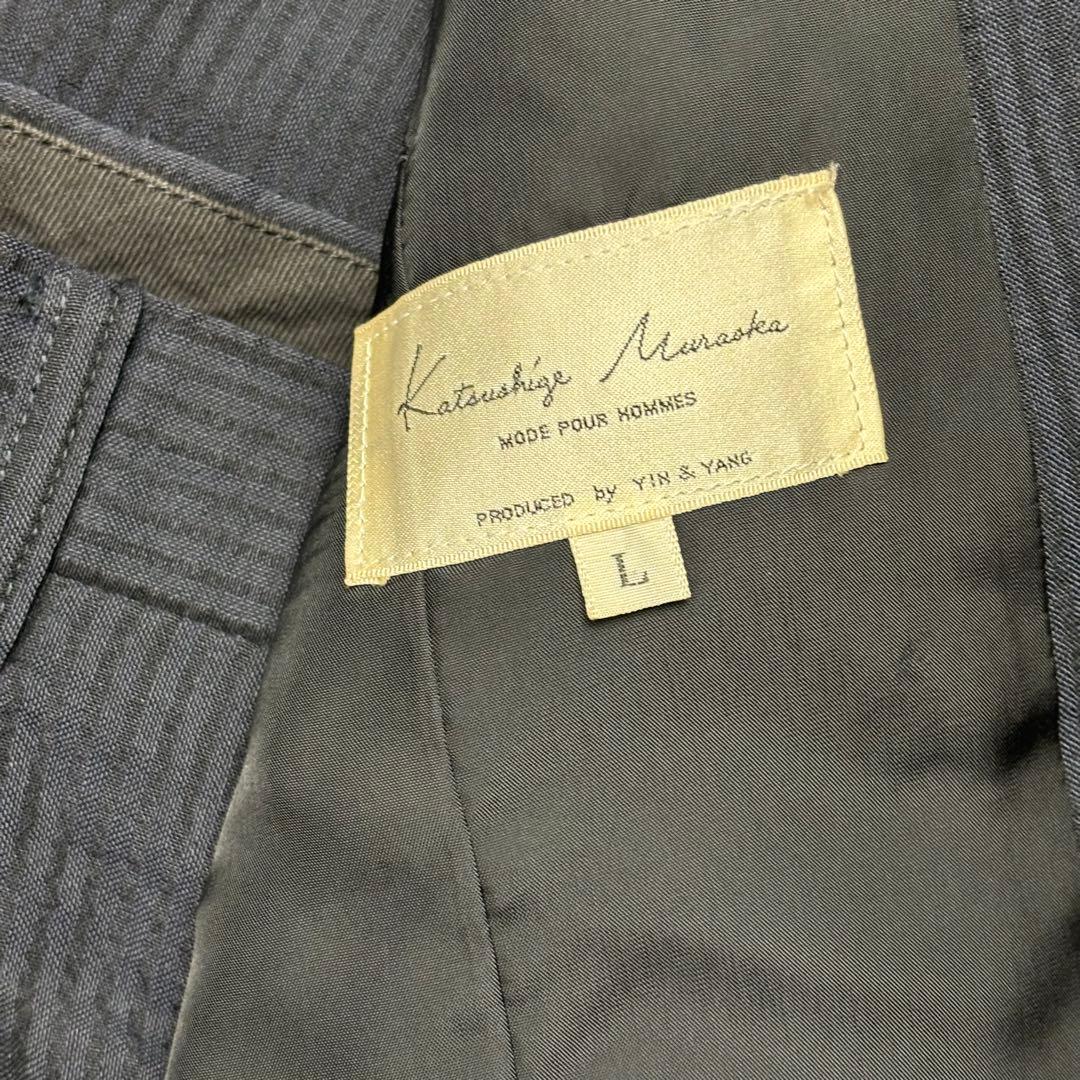 Katsushige Muraoka
MODE POUR HOMMES
PRODUCED by YIN & YANG
L